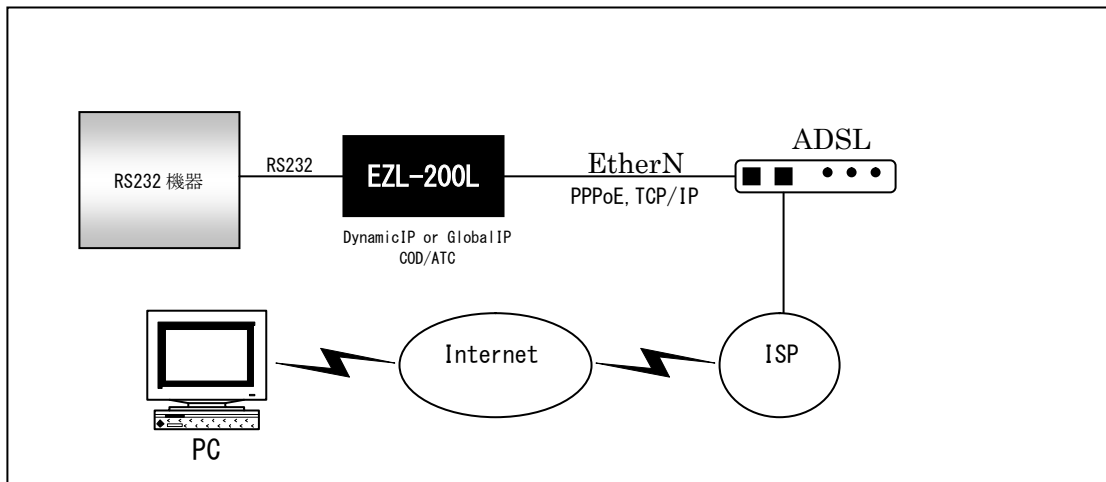 RS232 機器
RS232
EZL-200L
DynamicIP or GlobalIP
COD/ATC
EtherN
PPPoE, TCP/IP
ADSL
PC
Internet
ISP